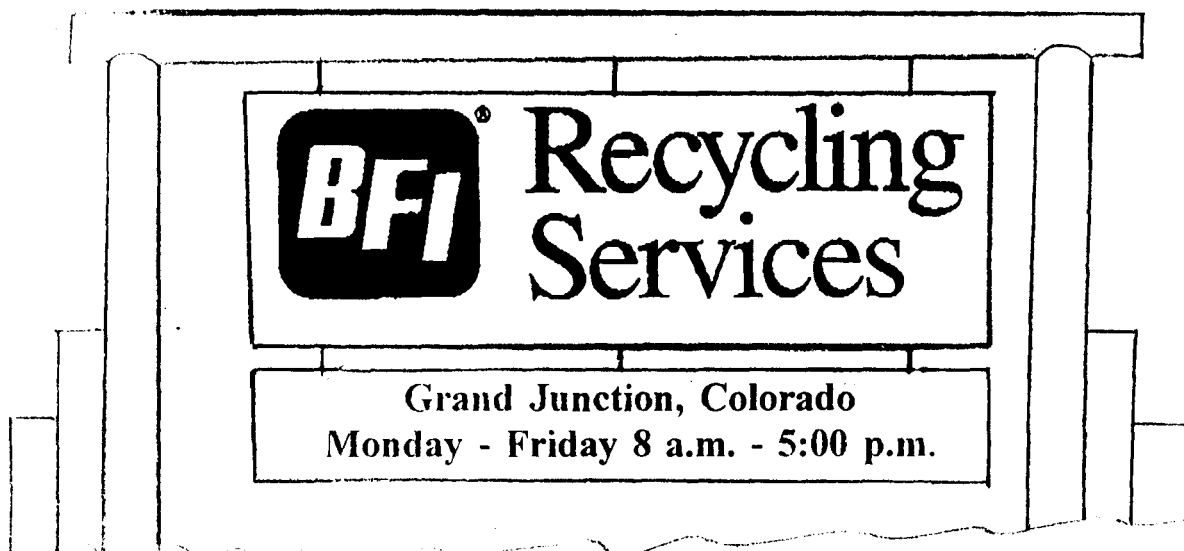 BFI® Recycling
Services
Grand Junction, Colorado
Monday - Friday 8 a.m. - 5:00 p.m.